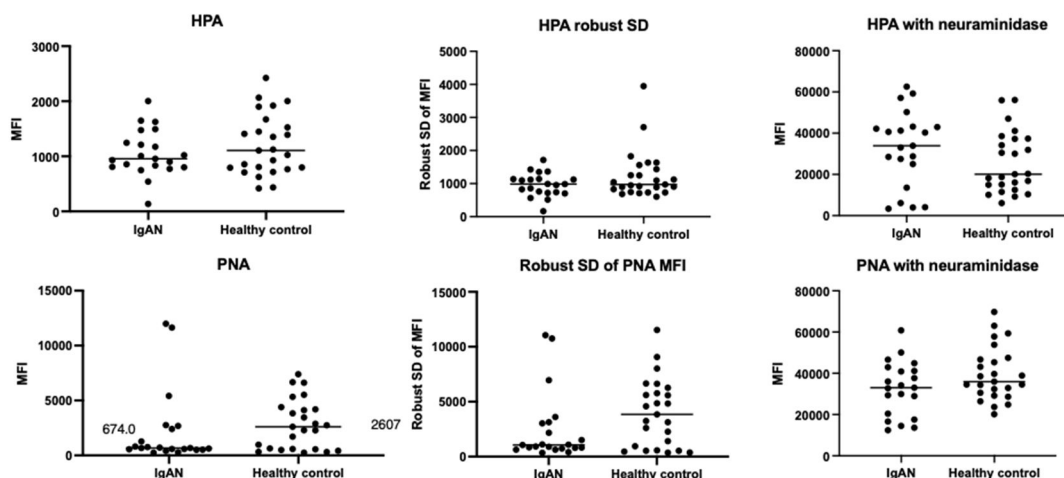 HPA
HPA robust SD
HPA with neuraminidase
3000
2000
1000
0
MFI
IgAN
Healthy control
5000
4000
3000
2000
1000
0
Robust SD of MFI
IgAN
Healthy control
80000
60000
40000
20000
0
MFI
IgAN
Healthy control
PNA
Robust SD of PNA MFI
PNA with neuraminidase
15000
10000
5000
0
MFI
674.0
2607
IgAN
Healthy control
15000
10000
5000
0
Robust SD of MFI
IgAN
Healthy control
80000
60000
40000
20000
0
MFI
IgAN
Healthy control